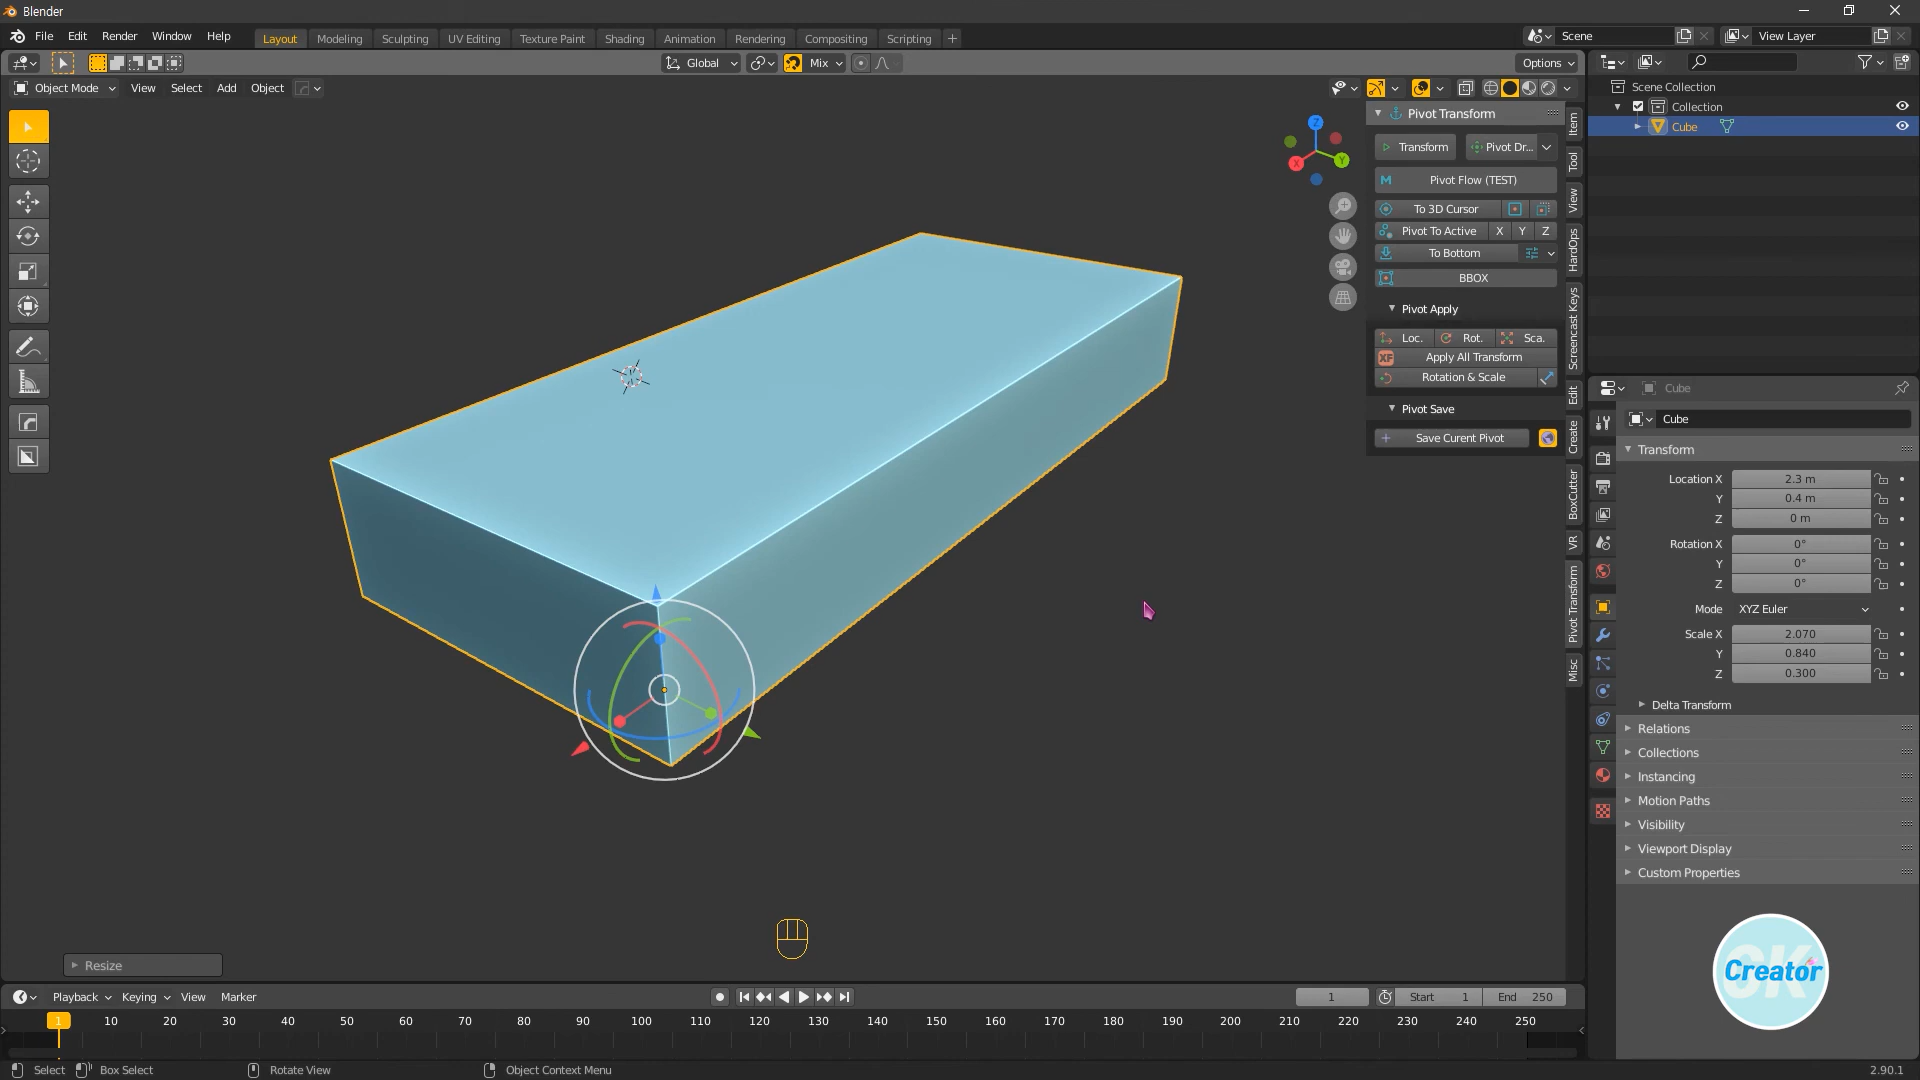 Blender
File Edit Render Window Help
Layout Modeling Sculpting UV Editing Texture Paint Shading Animation Rendering Compositing Scripting +
Scene
View Layer
Global
Mix
Options
Object Mode View Select Add Object
Z
X
Y
Pivot Transform
Transform
Pivot Dr...
M Pivot Flow (TEST)
To 3D Cursor
Pivot To Active X Y Z
To Bottom
BBOX
Pivot Apply
Loc. Rot. Sca.
XF Apply All Transform
Rotation & Scale
Pivot Save
Save Curent Pivot
Item
Tool
View
HardOps
Screencast Keys
Edit
Create
BoxCutter
VR
Pivot Transform
Misc
Scene Collection
Collection
Cube
Cube
Cube
Transform
Location X 2.3 m
Y 0.4 m
Z 0 m
Rotation X 0°
Y 0°
Z 0°
Mode XYZ Euler
Scale X 2.070
Y 0.840
Z 0.300
Delta Transform
Relations
Collections
Instancing
Motion Paths
Visibility
Viewport Display
Custom Properties
CK
Creator
Resize
Playback Keying View Marker
1
Start 1
End 250
1 10 20 30 40 50 60 70 80 90 100 110 120 130 140 150 160 170 180 190 200 210 220 230 240 250
Select Box Select Rotate View Object Context Menu
2.90.1